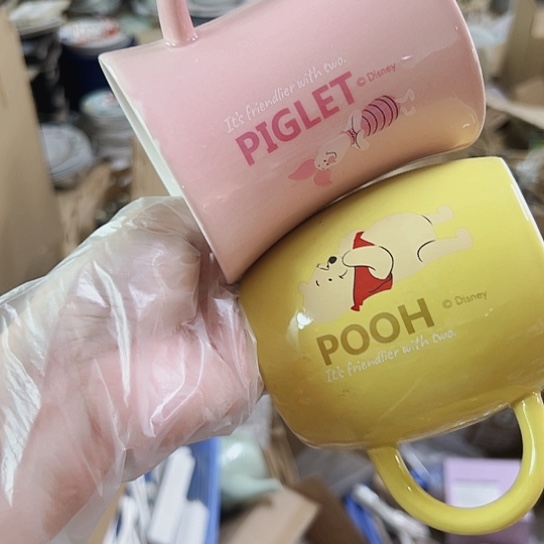 It's friendlier with two.
PIGLET © Disney
POOH © Disney
It's friendlier with two.